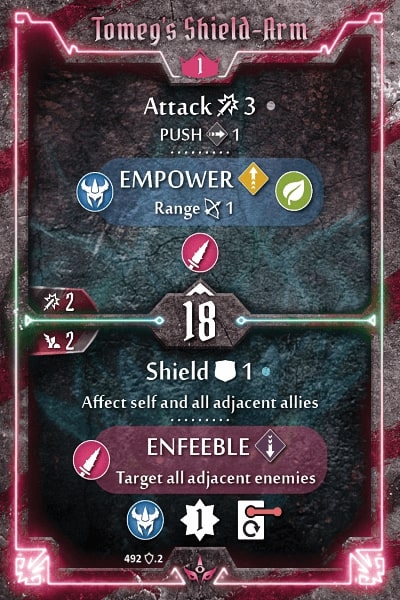 Tomeg's Shield-Arm
1
Attack 3
PUSH 1
EMPOWER
Range 1
2
18
2
Shield 1
Affect self and all adjacent allies
ENFEEBLE
Target all adjacent enemies
1
492 .2